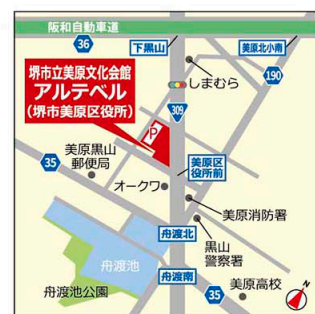 阪和自動車道
36
下黒山
美原北小南
堺市立美原文化会館
アルテベル
(堺市美原区役所)
しまむら
190
309
P
35
美原黒山
郵便局
美原区
役所前
オークワ
美原消防署
舟渡北
黒山
警察署
舟渡池
舟渡南
舟渡池公園
35
美原高校
N